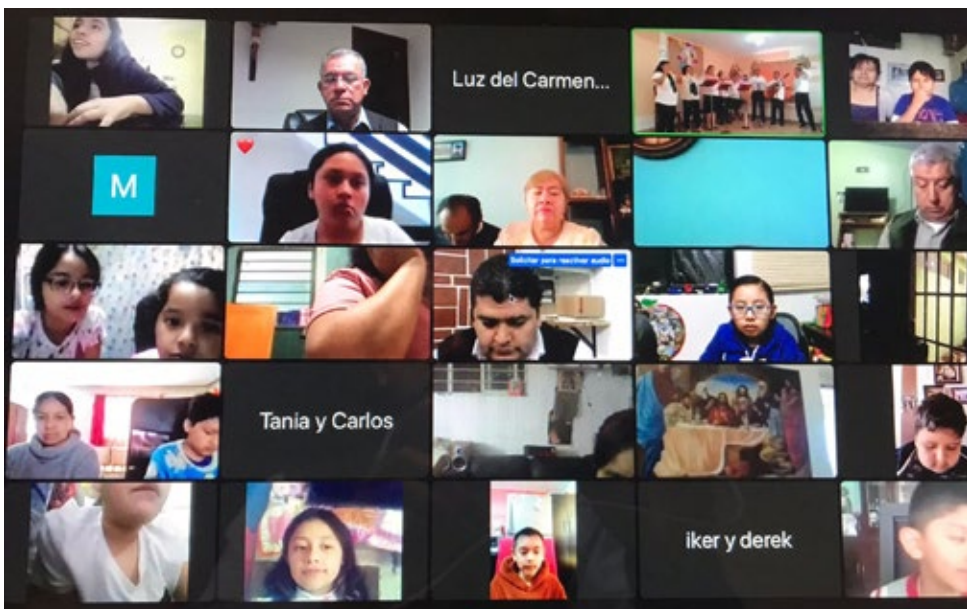 Luz del Carmen...
M
Solicitar para reactivar audio
Tania y Carlos
iker y derek